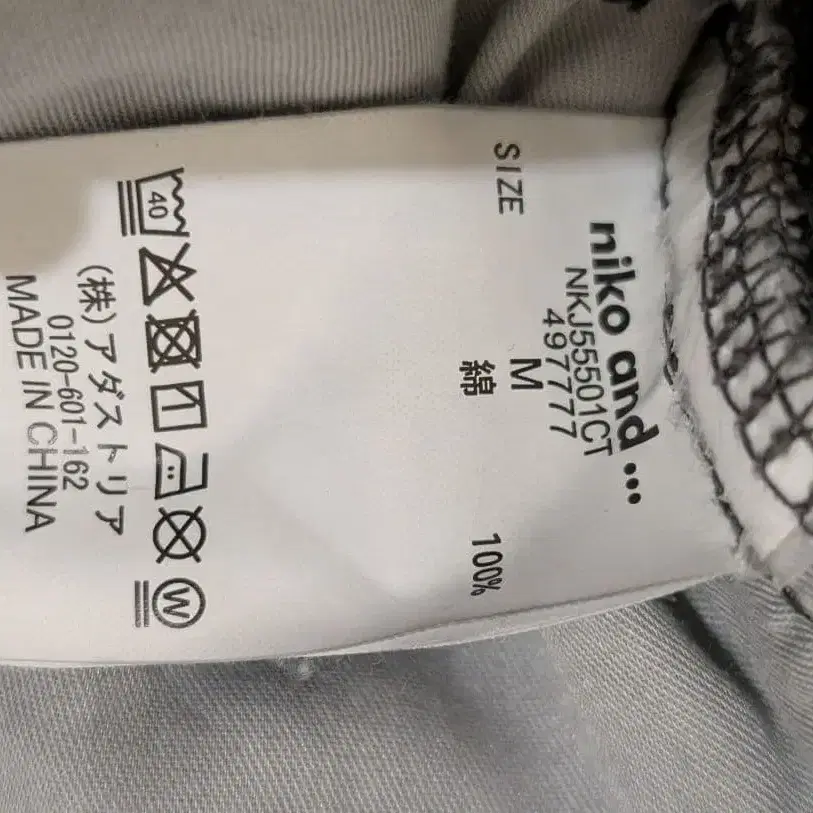 niko and ...
NKJ55501CT
497777
SIZE M
綿 100%
40
W
(株)アダストリア
0120-601-162
MADE IN CHINA